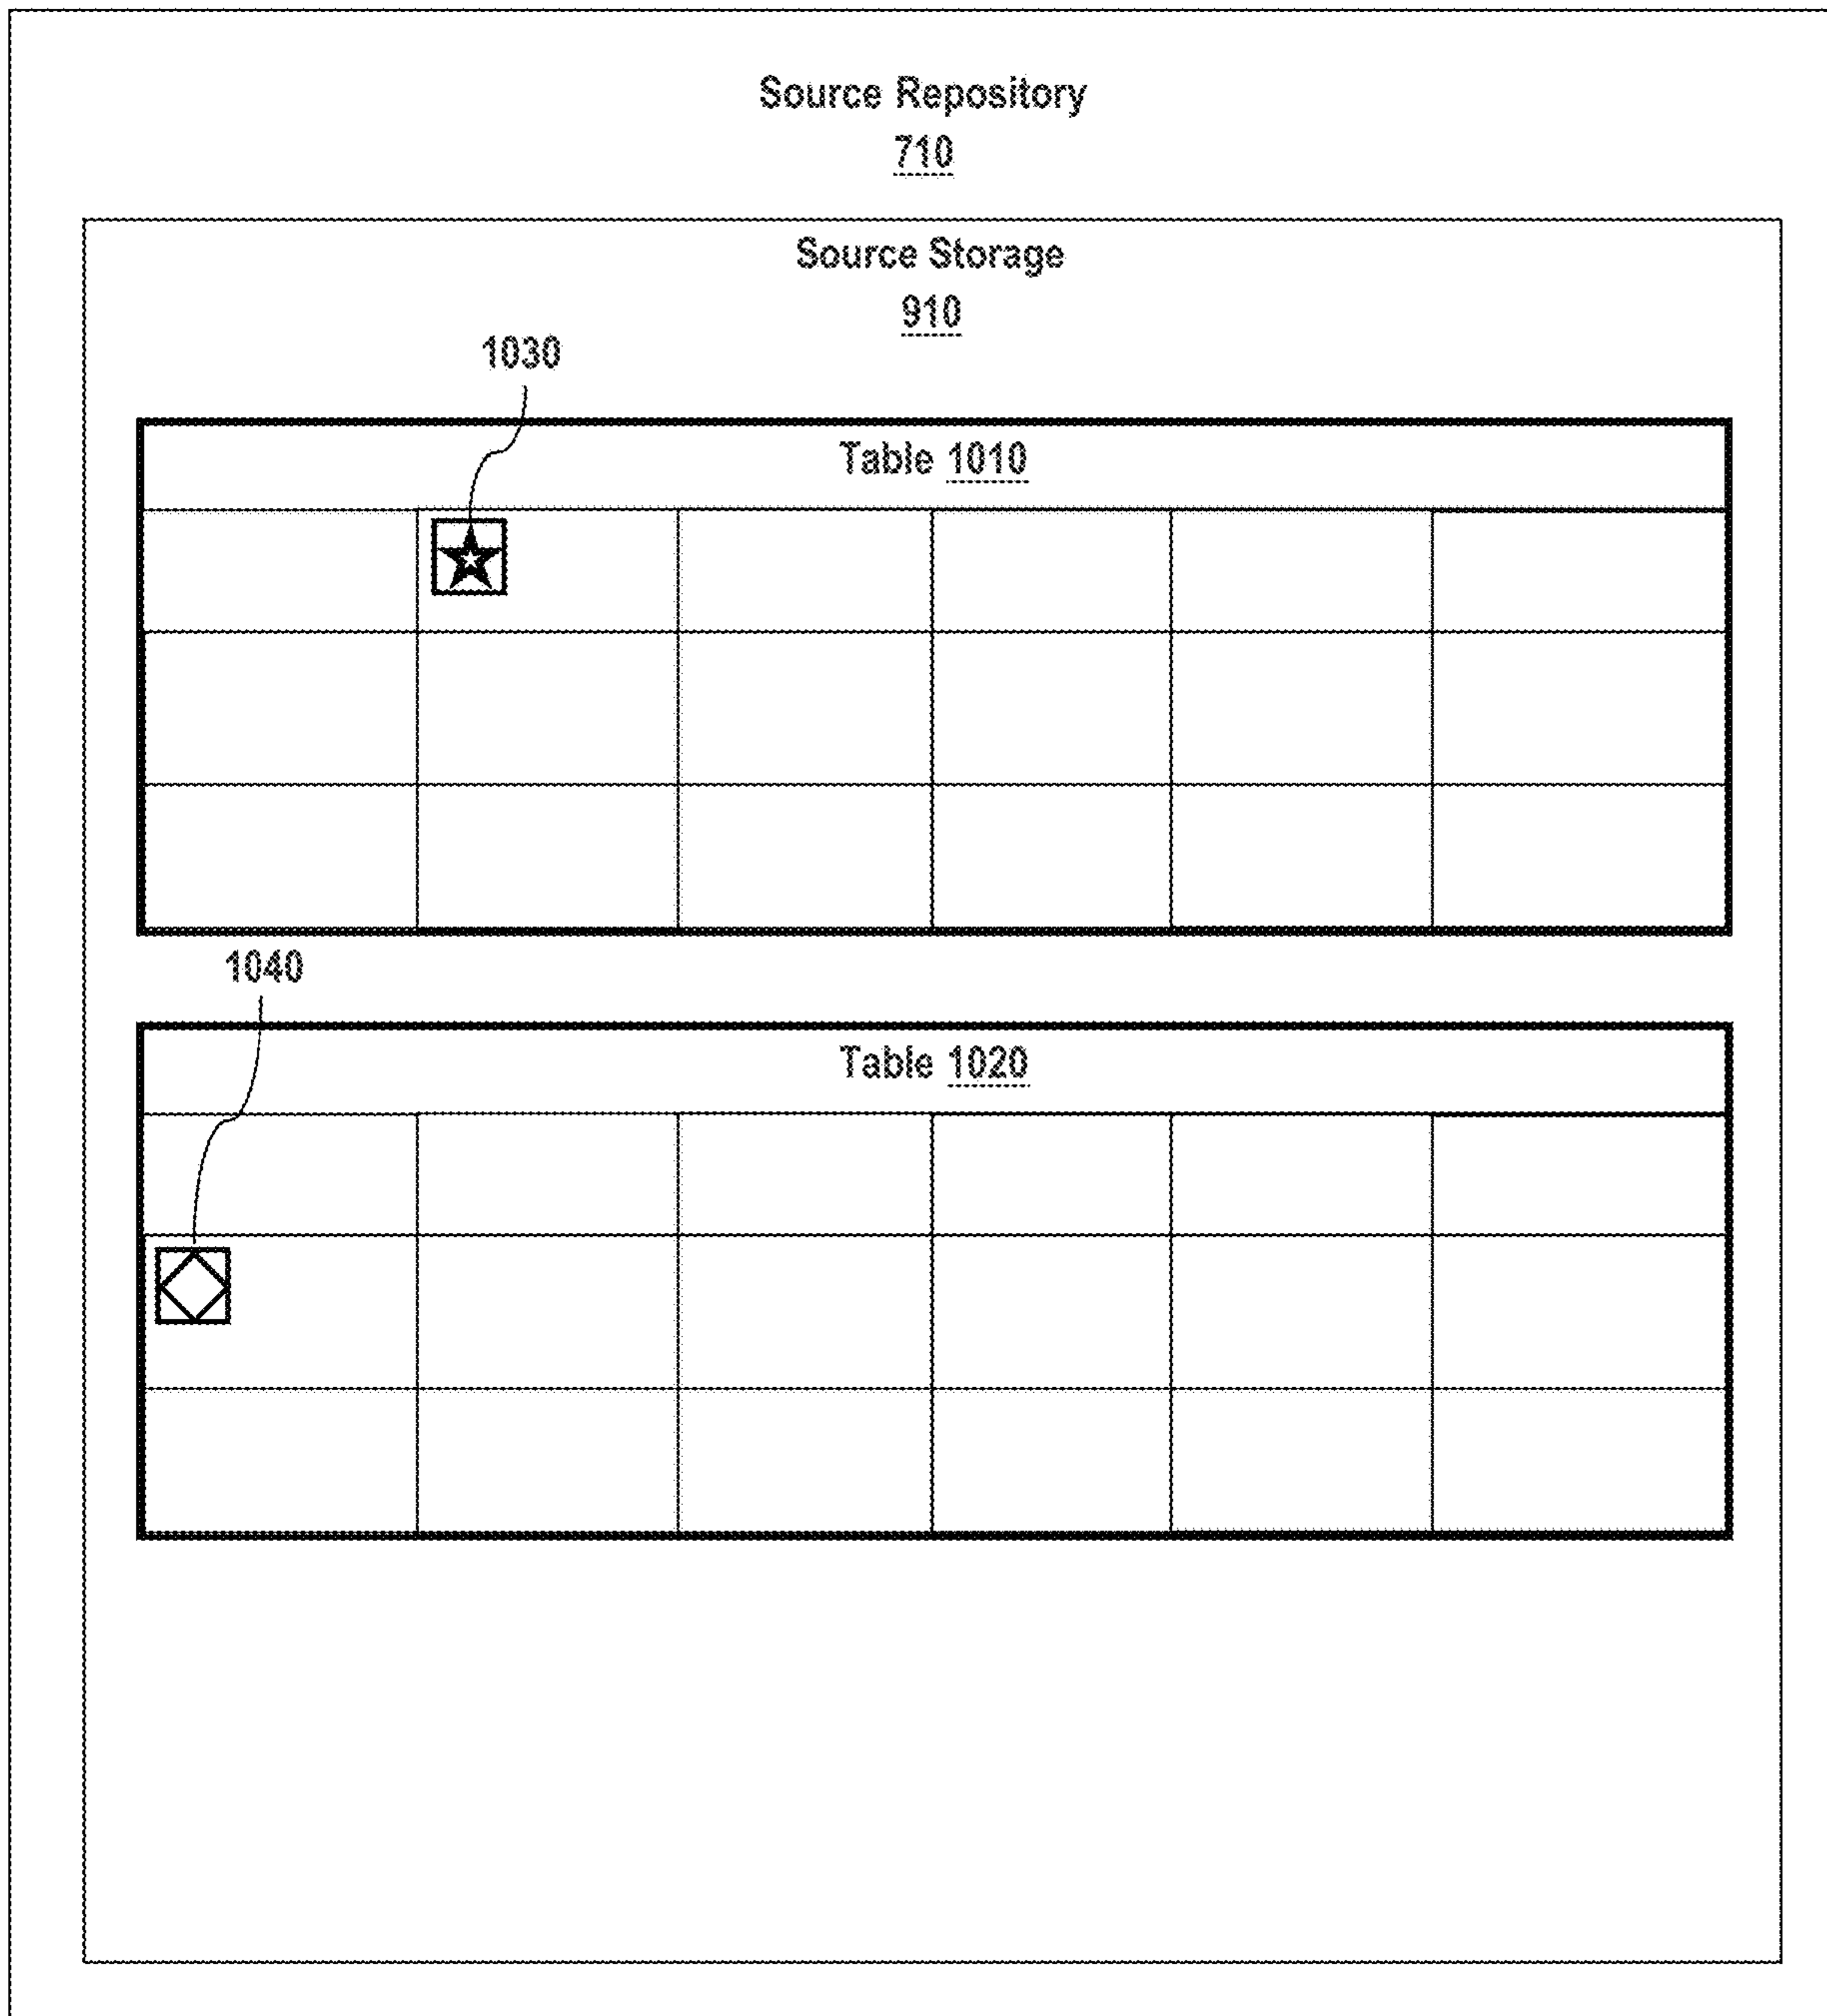 Source Repository
710
Source Storage
910
1030
Table 1010
1040
Table 1020